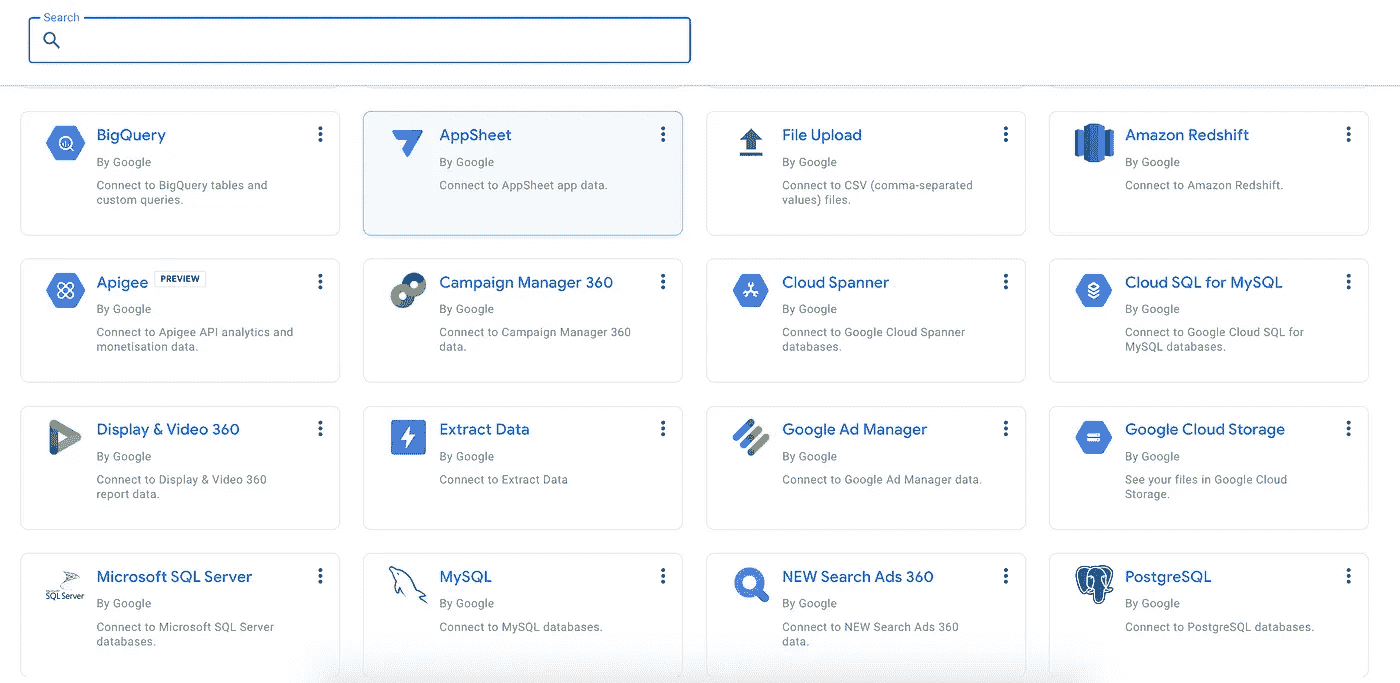 Search
BigQuery
By Google
Connect to BigQuery tables and
custom queries.
AppSheet
By Google
Connect to AppSheet app data.
File Upload
By Google
Connect to CSV (comma-separated
values) files.
Amazon Redshift
By Google
Connect to Amazon Redshift.
Apigee PREVIEW
By Google
Connect to Apigee API analytics and
monetisation data.
Campaign Manager 360
By Google
Connect to Campaign Manager 360
data.
Cloud Spanner
By Google
Connect to Google Cloud Spanner
databases.
Cloud SQL for MySQL
By Google
Connect to Google Cloud SQL for
MySQL databases.
Display & Video 360
By Google
Connect to Display & Video 360
report data.
Extract Data
By Google
Connect to Extract Data
Google Ad Manager
By Google
Connect to Google Ad Manager data.
Google Cloud Storage
By Google
See your files in Google Cloud
Storage.
SQL Server
Microsoft SQL Server
By Google
Connect to Microsoft SQL Server
databases.
MySQL
By Google
Connect to MySQL databases.
NEW Search Ads 360
By Google
Connect to NEW Search Ads 360
data.
PostgreSQL
By Google
Connect to PostgreSQL databases.